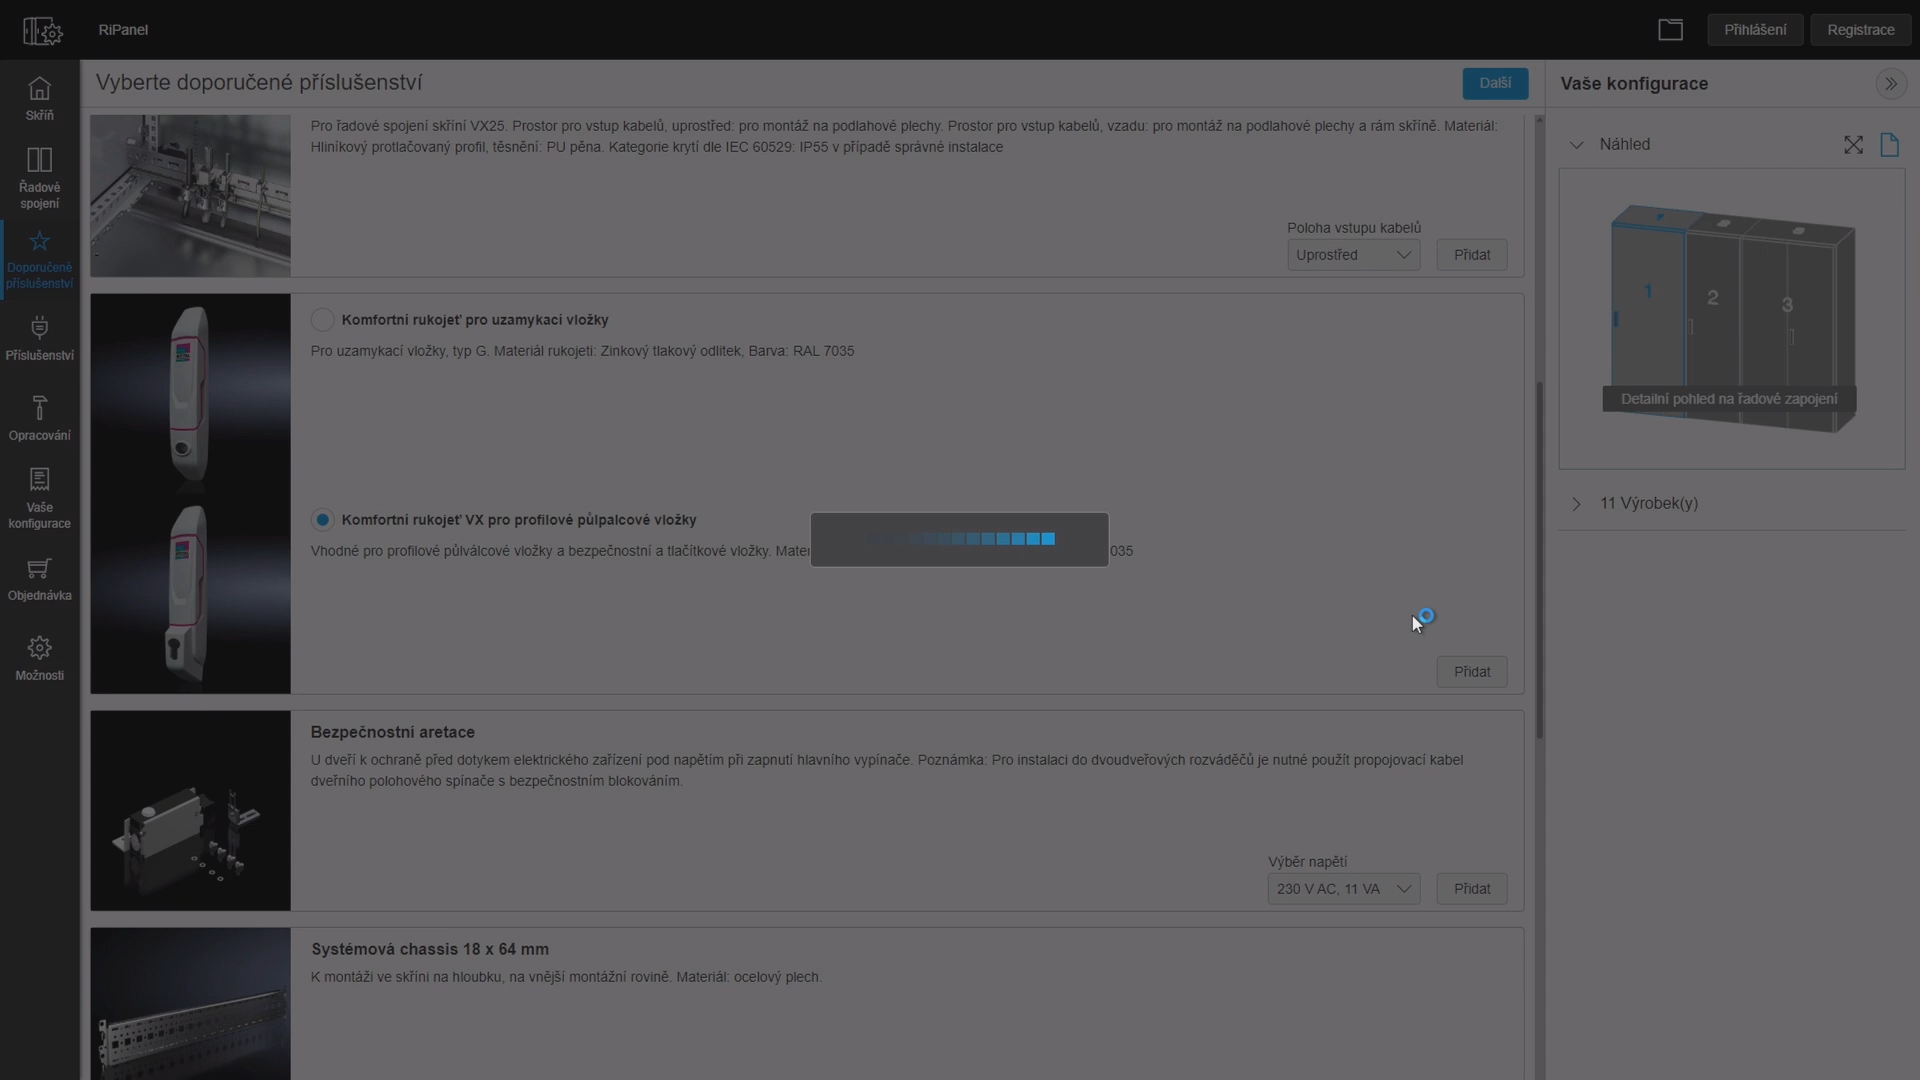 RiPanel
Přihlášení
Registrace
Skříň
Řadové
spojení
Doporučené
příslušenství
Příslušenství
Opracování
Vaše
konfigurace
Objednávka
Možnosti
Vyberte doporučené příslušenství
Další
Pro řadové spojení skříní VX25. Prostor pro vstup kabelů, uprostřed: pro montáž na podlahové plechy. Prostor pro vstup kabelů, vzadu: pro montáž na podlahové plechy a rám skříně. Materiál:
Hliníkový protlačovaný profil, těsnění: PU pěna. Kategorie krytí dle IEC 60529: IP55 v případě správné instalace
Poloha vstupu kabelů
Uprostřed
Přidat
Komfortní rukojeť pro uzamykací vložky
Pro uzamykací vložky, typ G. Materiál rukojeti: Zinkový tlakový odlitek, Barva: RAL 7035
Komfortní rukojeť VX pro profilové půlpalcové vložky
Vhodné pro profilové půlválcové vložky a bezpečnostní a tlačítkové vložky. Mater 035
Přidat
Bezpečnostní aretace
U dveří k ochraně před dotykem elektrického zařízení pod napětím při zapnutí hlavního vypínače. Poznámka: Pro instalaci do dvoudveřových rozváděčů je nutné použít propojovací kabel
dveřního polohového spínače s bezpečnostním blokováním.
Výběr napětí
230 V AC, 11 VA
Přidat
Systémová chassis 18 x 64 mm
K montáži ve skříni na hloubku, na vnější montážní rovině. Materiál: ocelový plech.
Vaše konfigurace
Náhled
1
2
3
Detailní pohled na řadové zapojení
11 Výrobek(y)